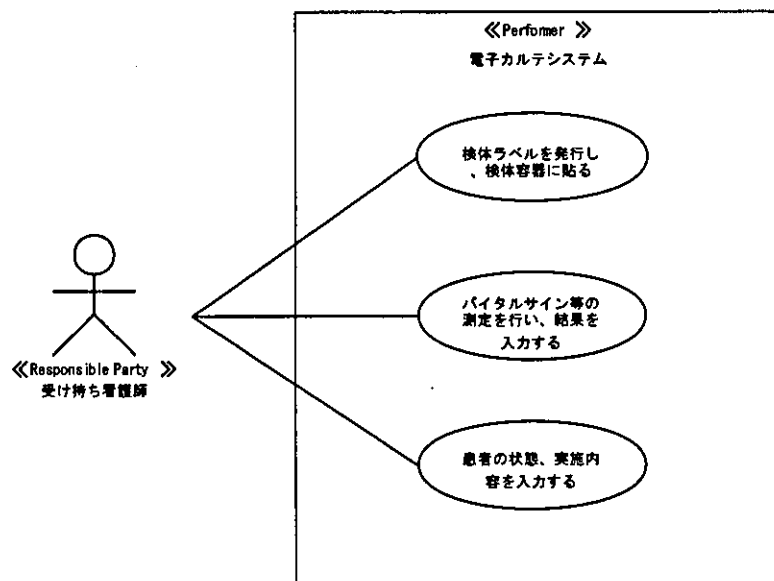 ≪Performer ≫
電子カルテシステム
検体ラベルを発行し
、検体容器に貼る
バイタルサイン等の
測定を行い、結果を
入力する
≪Responsible Party ≫
受け持ち看護師
患者の状態、実施内
容を入力する